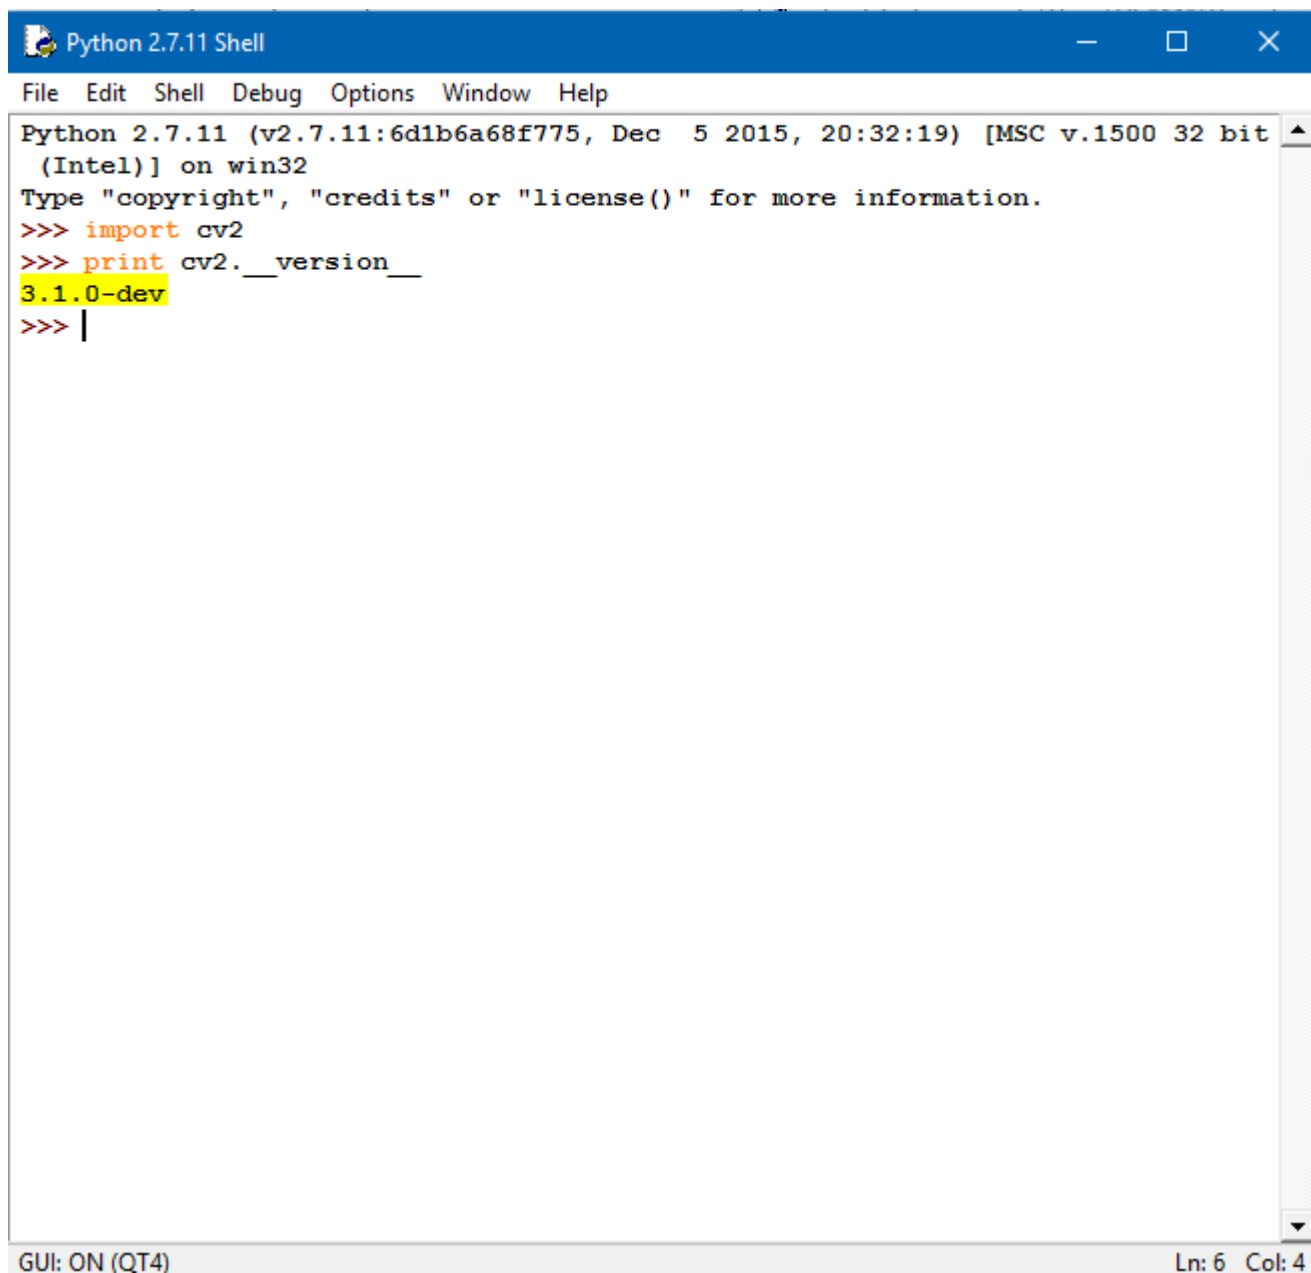 Python 2.7.11 Shell
File Edit Shell Debug Options Window Help
Python 2.7.11 (v2.7.11:6d1b6a68f775, Dec  5 2015, 20:32:19) [MSC v.1500 32 bit
 (Intel)] on win32
Type "copyright", "credits" or "license()" for more information.
>>> import cv2
>>> print cv2.__version__
3.1.0-dev
>>>
GUI: ON (QT4) Ln: 6 Col: 4